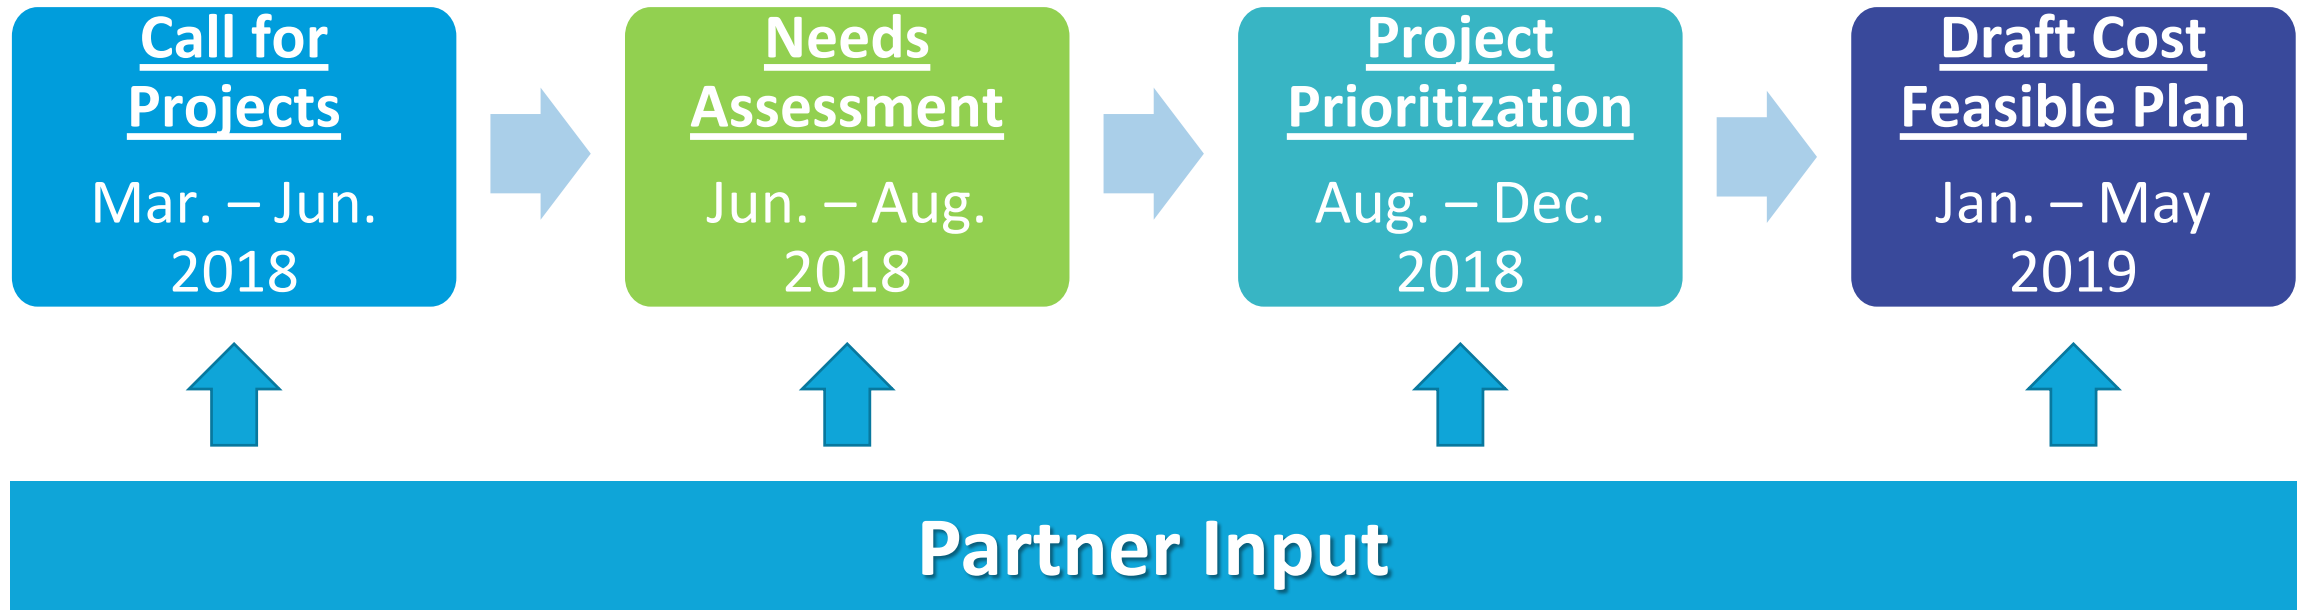 Call for
Projects
Mar. – Jun.
2018
Needs
Assessment
Jun. – Aug.
2018
Project
Prioritization
Aug. – Dec.
2018
Draft Cost
Feasible Plan
Jan. – May
2019
Partner Input